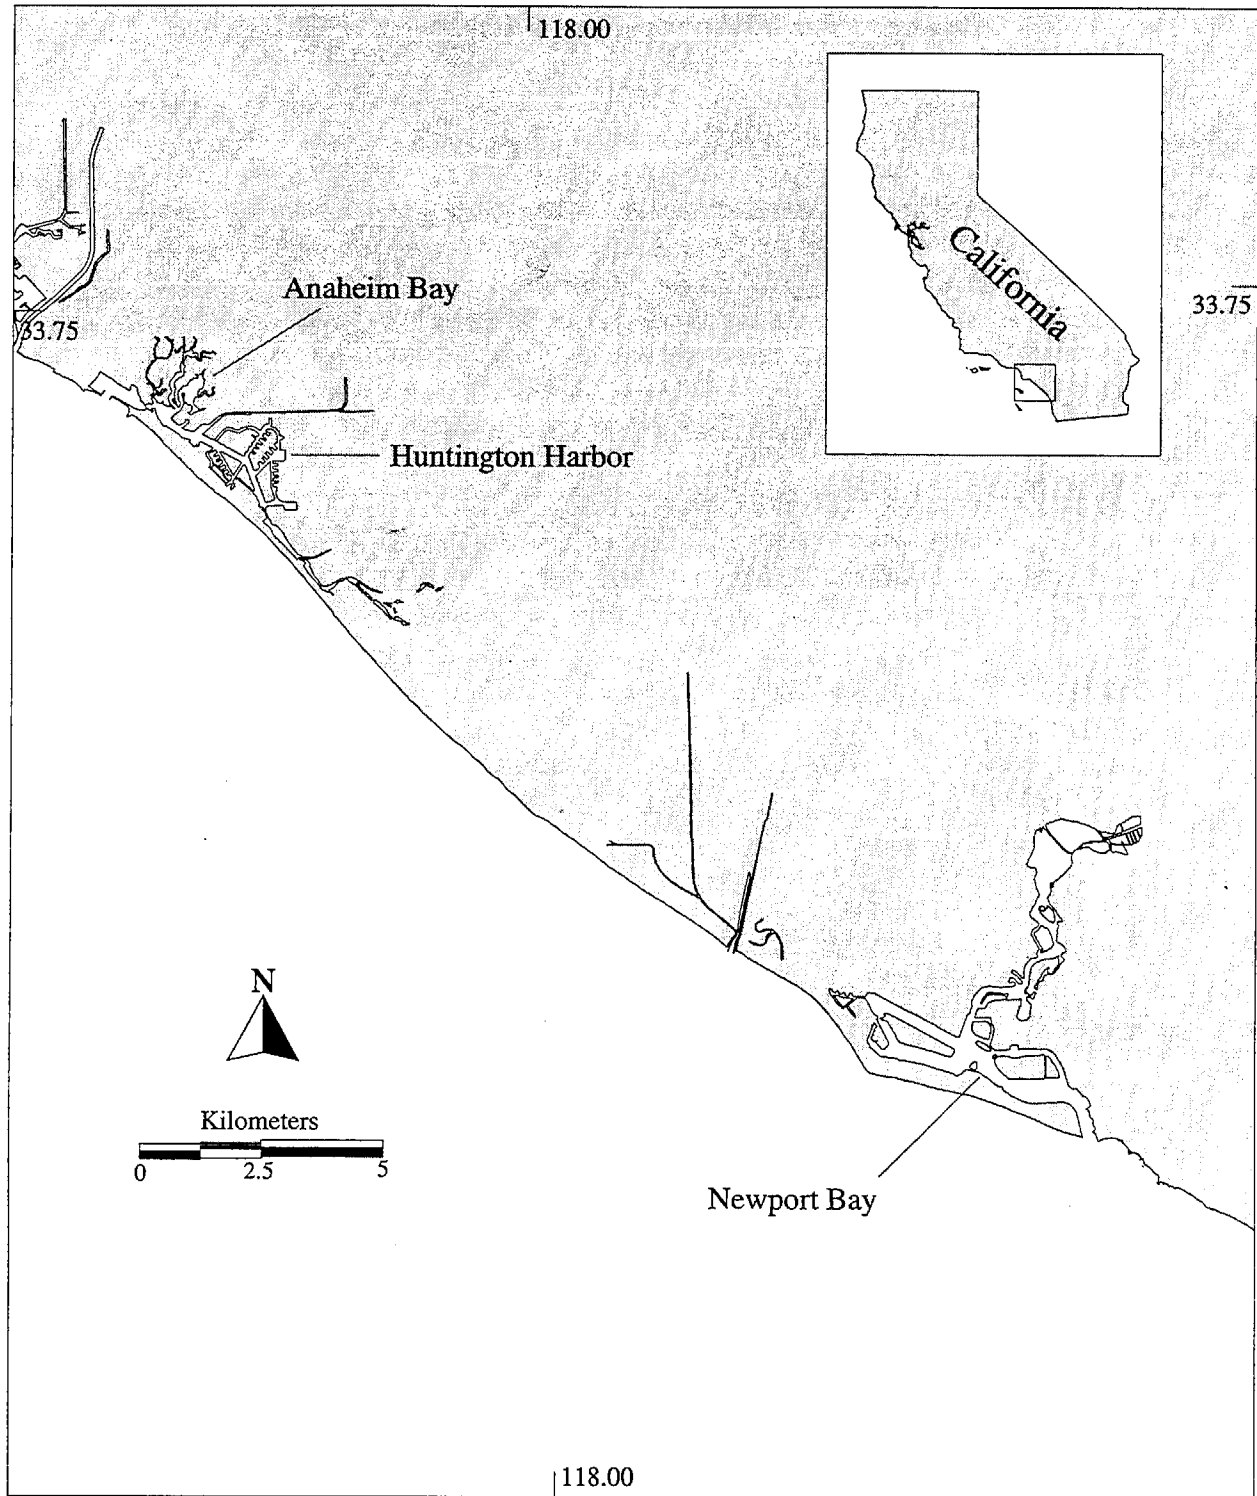 118.00
California
Anaheim Bay
33.75
33.75
Huntington Harbor
N
Kilometers
0 2.5 5
Newport Bay
118.00